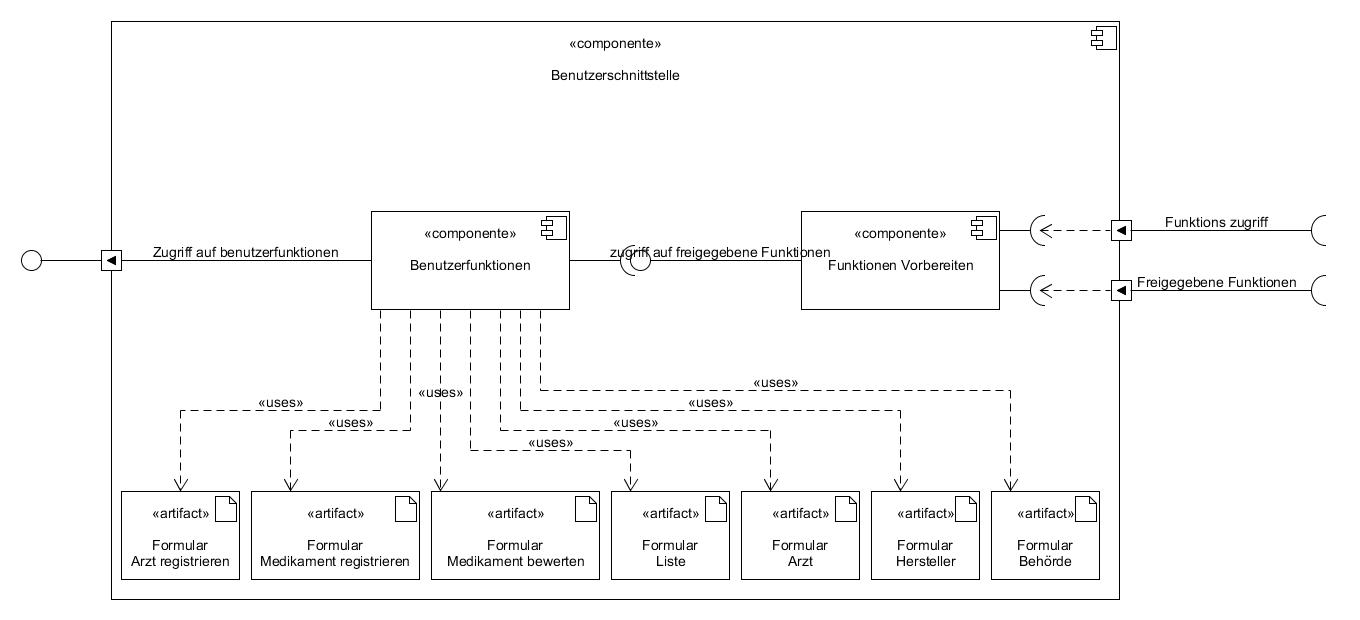 «componente»
Benutzerschnittstelle
«componente»
Benutzerfunktionen
«componente»
Funktionen Vorbereiten
Zugriff auf benutzerfunktionen
zugriff auf freigegebene Funktionen
Funktions zugriff
Freigegebene Funktionen
«uses»
«uses»
«uses»
«uses»
«uses»
«uses»
«uses»
«artifact»
Formular
Arzt registrieren
«artifact»
Formular
Medikament registrieren
«artifact»
Formular
Medikament bewerten
«artifact»
Formular
Liste
«artifact»
Formular
Arzt
«artifact»
Formular
Hersteller
«artifact»
Formular
Behörde